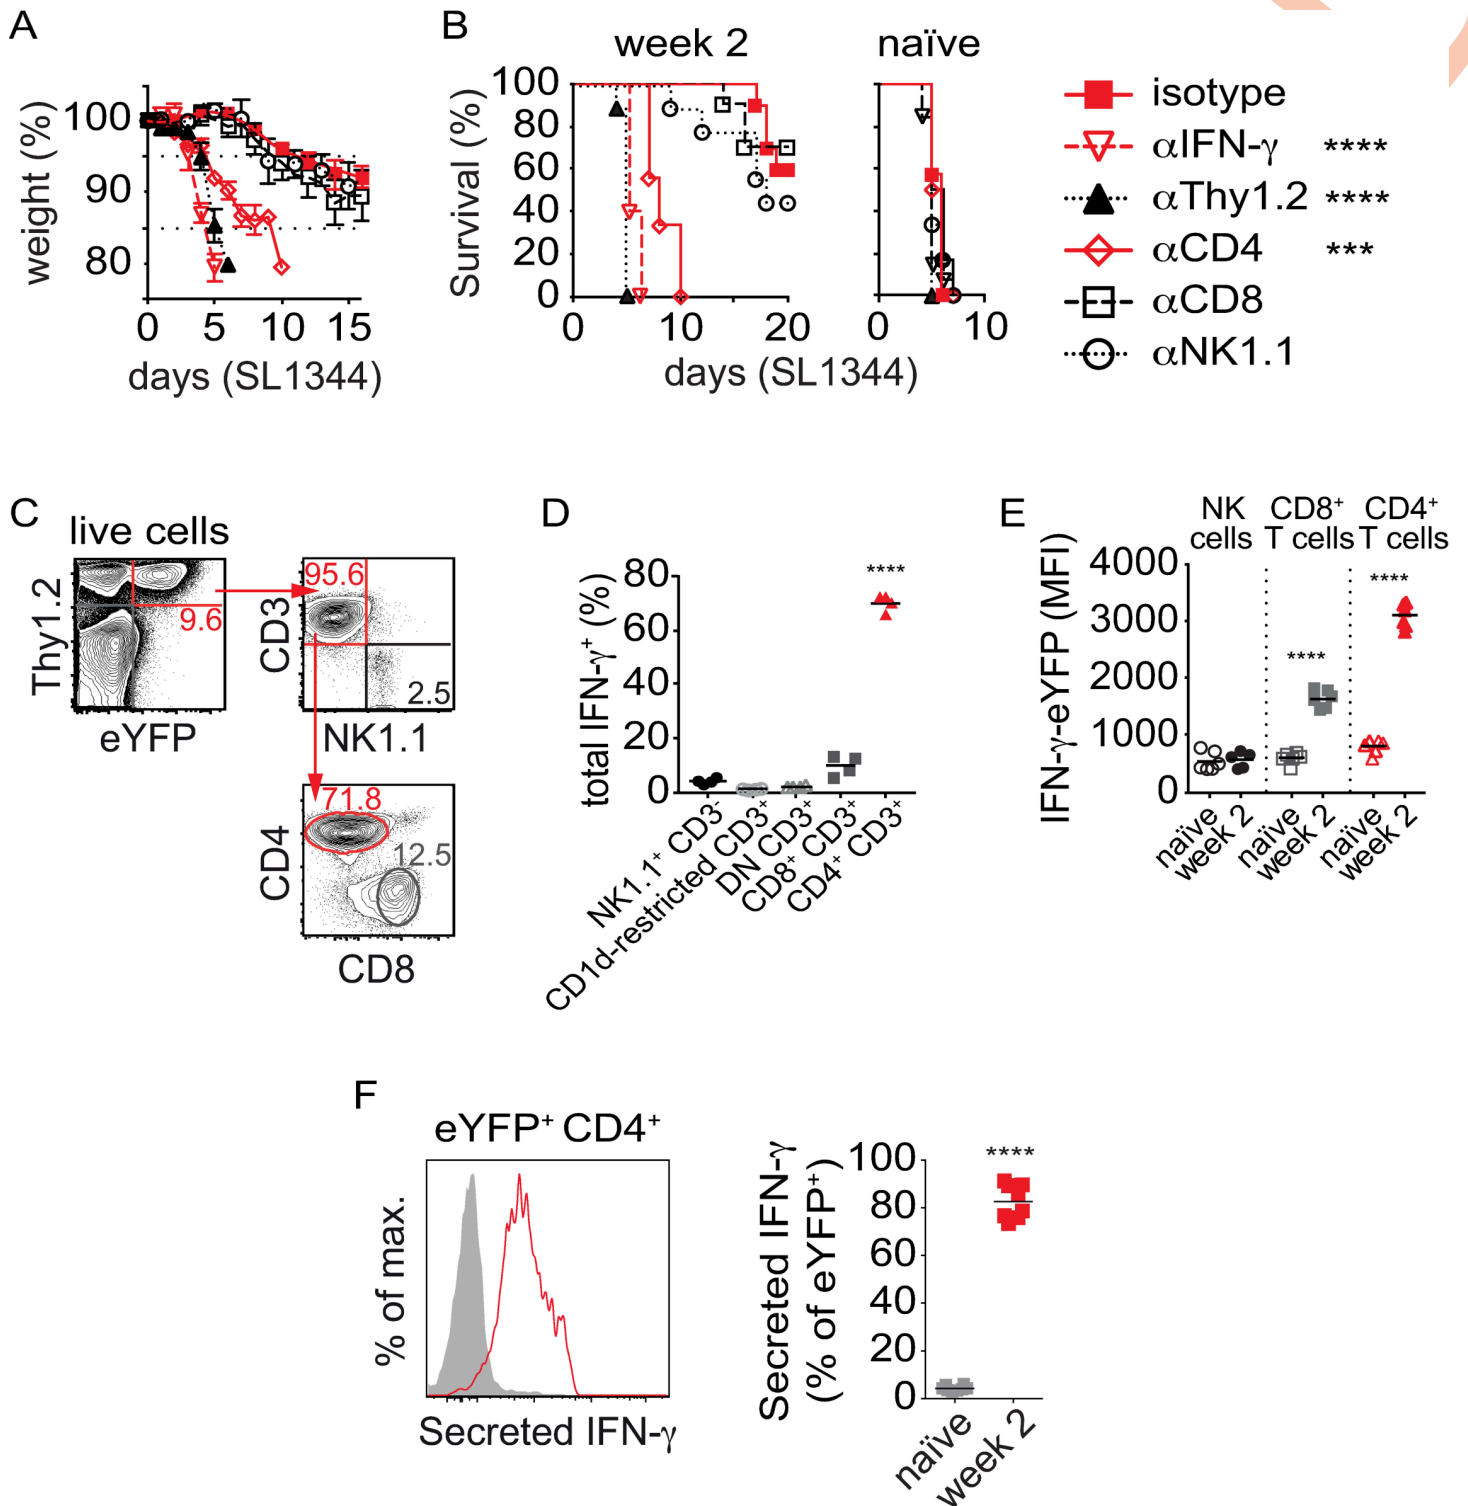 A
weight (%)
100
90
80
0 5 10 15
days (SL1344)
B
week 2
naïve
Survival (%)
100
80
60
40
20
0
0 10 20
0 10
days (SL1344)
isotype
αIFN-γ ****
αThy1.2 ****
αCD4 ***
αCD8
αNK1.1
C
live cells
Thy1.2
9.6
eYFP
95.6
CD3
2.5
NK1.1
71.8
12.5
CD4
CD8
D
total IFN-γ⁺ (%)
80
60
40
20
0
****
NK1.1⁺ CD3⁻
CD1d-restricted CD3⁺
DN CD3⁺
CD8⁺ CD3⁺
CD4⁺ CD3⁺
E
NK cells
CD8⁺ T cells
CD4⁺ T cells
IFN-γ-eYFP (MFI)
4000
3000
2000
1000
0
****
****
naïve
week 2
naïve
week 2
naïve
week 2
F
eYFP⁺ CD4⁺
% of max.
Secreted IFN-γ
Secreted IFN-γ
(% of eYFP⁺)
100
80
60
40
20
0
****
naïve
week 2